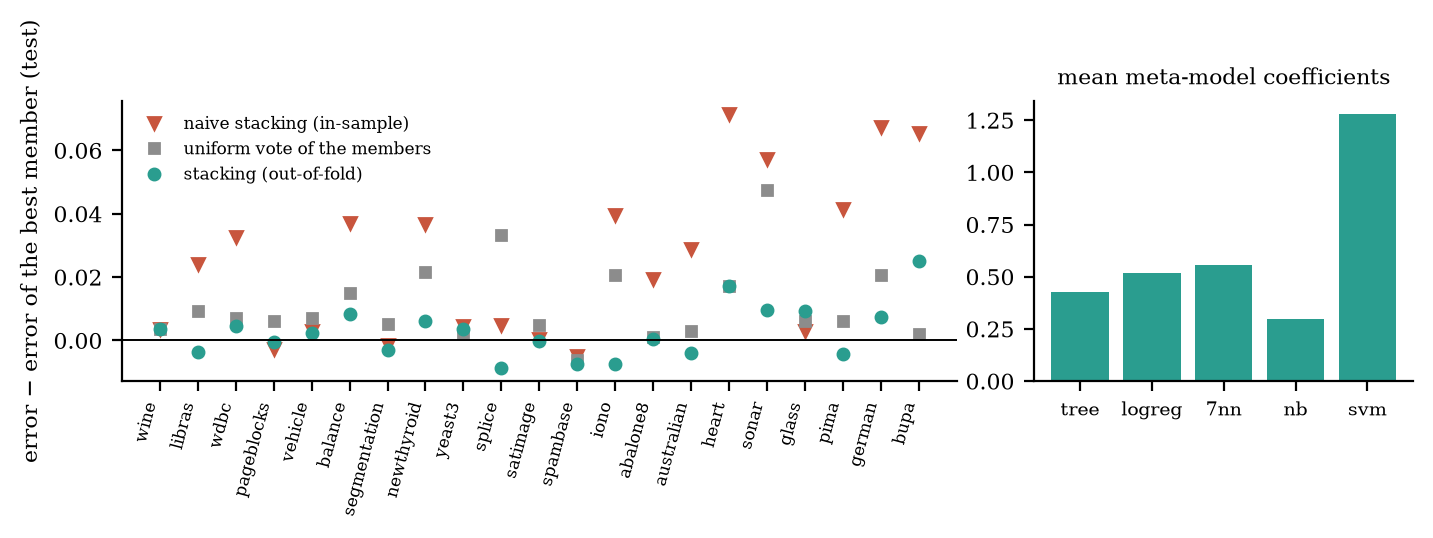 error − error of the best member (test)
0.06
0.04
0.02
0.00
naive stacking (in-sample)
uniform vote of the members
stacking (out-of-fold)
wine
libras
wdbc
pageblocks
vehicle
balance
segmentation
newthyroid
yeast3
splice
satimage
spambase
iono
abalone8
australian
heart
sonar
glass
pima
german
bupa
mean meta-model coefficients
1.25
1.00
0.75
0.50
0.25
0.00
tree
logreg
7nn
nb
svm